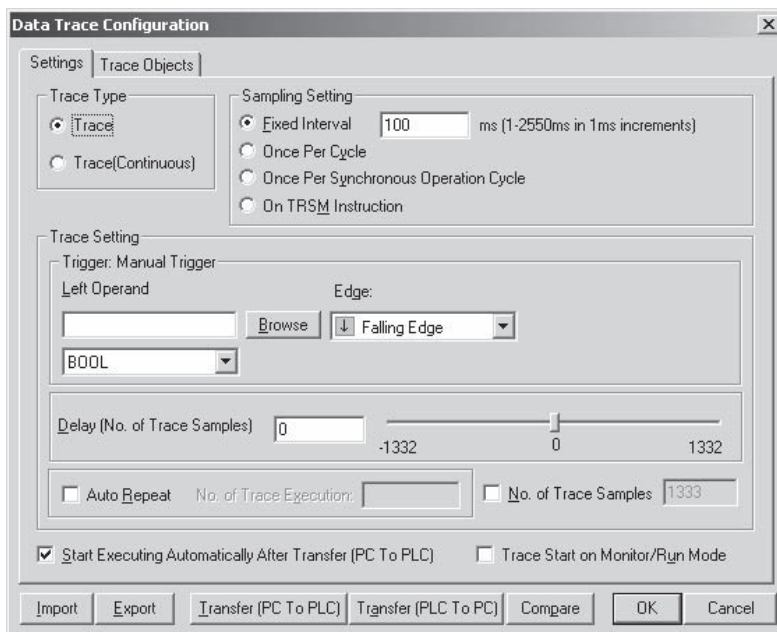 Data Trace Configuration
Settings
Trace Objects
Trace Type
Trace
Trace(Continuous)
Sampling Setting
Fixed Interval 100 ms (1-2550ms in 1ms increments)
Once Per Cycle
Once Per Synchronous Operation Cycle
On TRSM Instruction
Trace Setting
Trigger: Manual Trigger
Left Operand
Edge:
Browse
Falling Edge
BOOL
Delay (No. of Trace Samples) 0
-1332 0 1332
Auto Repeat No. of Trace Execution:
No. of Trace Samples 1333
Start Executing Automatically After Transfer (PC To PLC)
Trace Start on Monitor/Run Mode
Import Export Transfer (PC To PLC) Transfer (PLC To PC) Compare OK Cancel